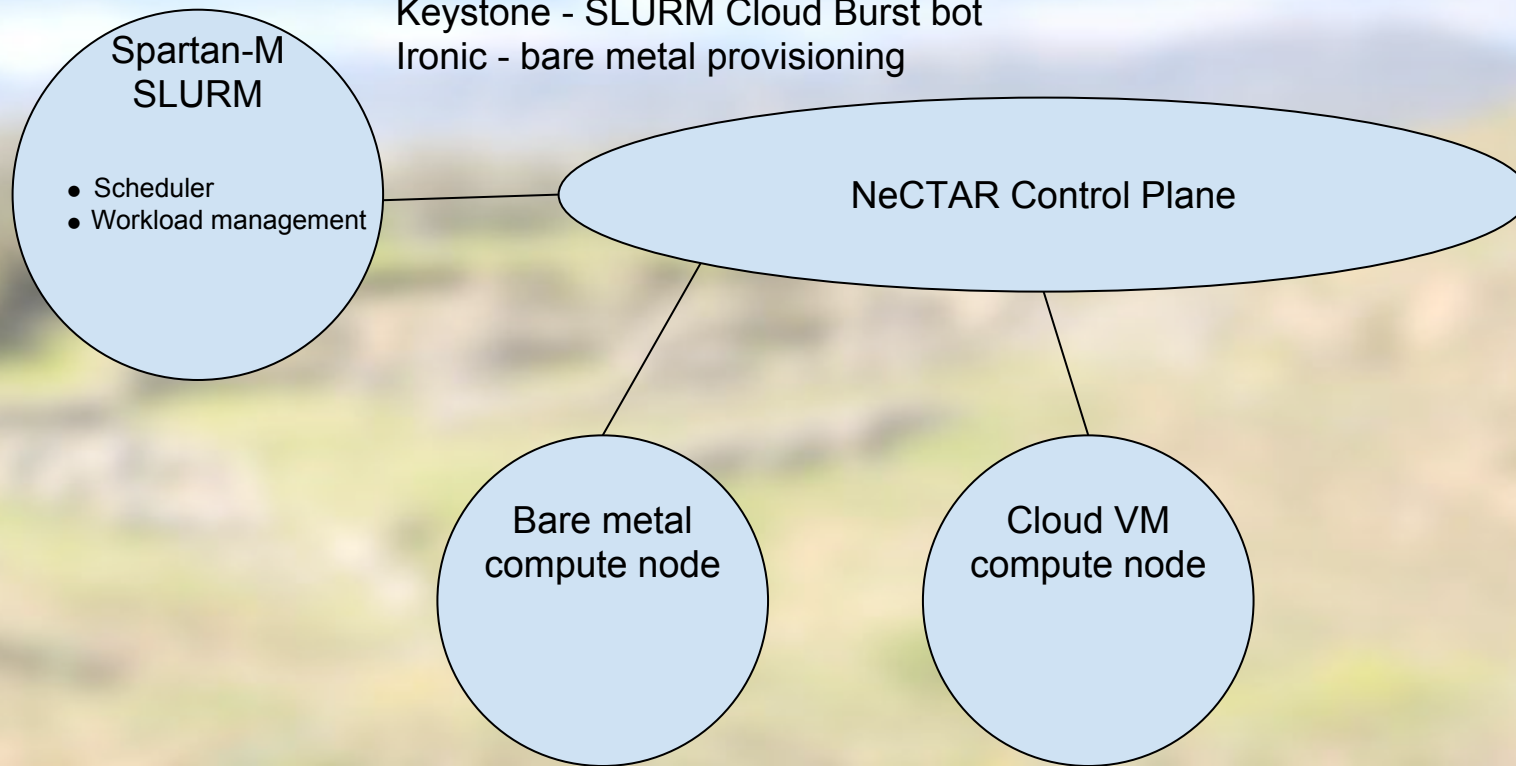 Keystone - SLURM Cloud Burst bot
Ironic - bare metal provisioning
Spartan-M
SLURM
● Scheduler
● Workload management
NeCTAR Control Plane
Bare metal
compute node
Cloud VM
compute node